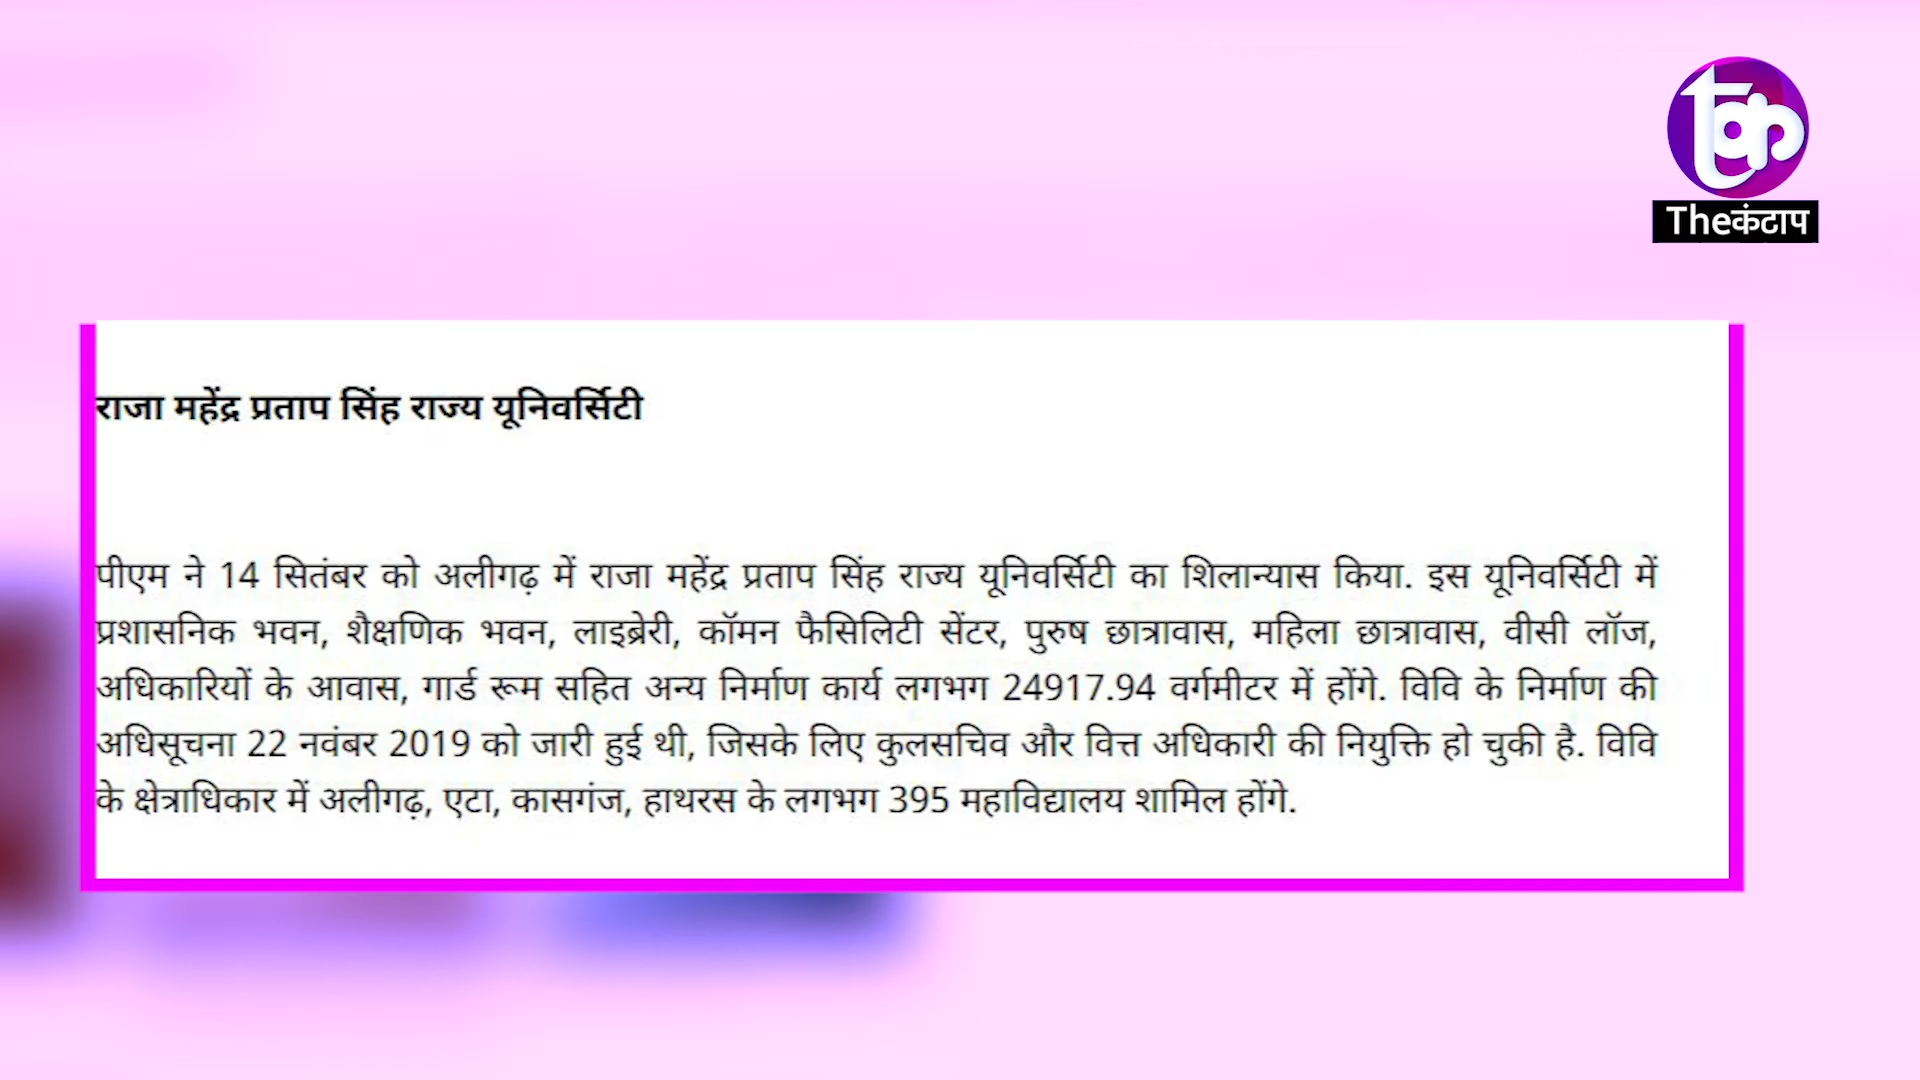 tकp
Theकंटाप
राजा महेंद्र प्रताप सिंह राज्य यूनिवर्सिटी
पीएम ने 14 सितंबर को अलीगढ़ में राजा महेंद्र प्रताप सिंह राज्य यूनिवर्सिटी का शिलान्यास किया. इस यूनिवर्सिटी में
प्रशासनिक भवन, शैक्षणिक भवन, लाइब्रेरी, कॉमन फैसिलिटी सेंटर, पुरुष छात्रावास, महिला छात्रावास, वीसी लॉज,
अधिकारियों के आवास, गार्ड रूम सहित अन्य निर्माण कार्य लगभग 24917.94 वर्गमीटर में होंगे. विवि के निर्माण की
अधिसूचना 22 नवंबर 2019 को जारी हुई थी, जिसके लिए कुलसचिव और वित्त अधिकारी की नियुक्ति हो चुकी है. विवि
के क्षेत्राधिकार में अलीगढ़, एटा, कासगंज, हाथरस के लगभग 395 महाविद्यालय शामिल होंगे.